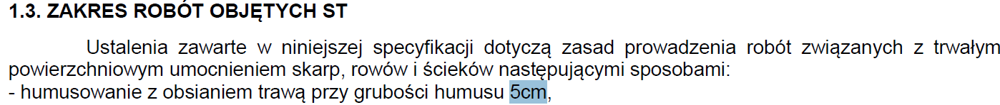 1.3. ZAKRES ROBÓT OBJĘTYCH ST
Ustalenia zawarte w niniejszej specyfikacji dotyczą zasad prowadzenia robót związanych z trwałym
powierzchniowym umocnieniem skarp, rowów i ścieków następującymi sposobami:
- humusowanie z obsianiem trawą przy grubości humusu 5cm,